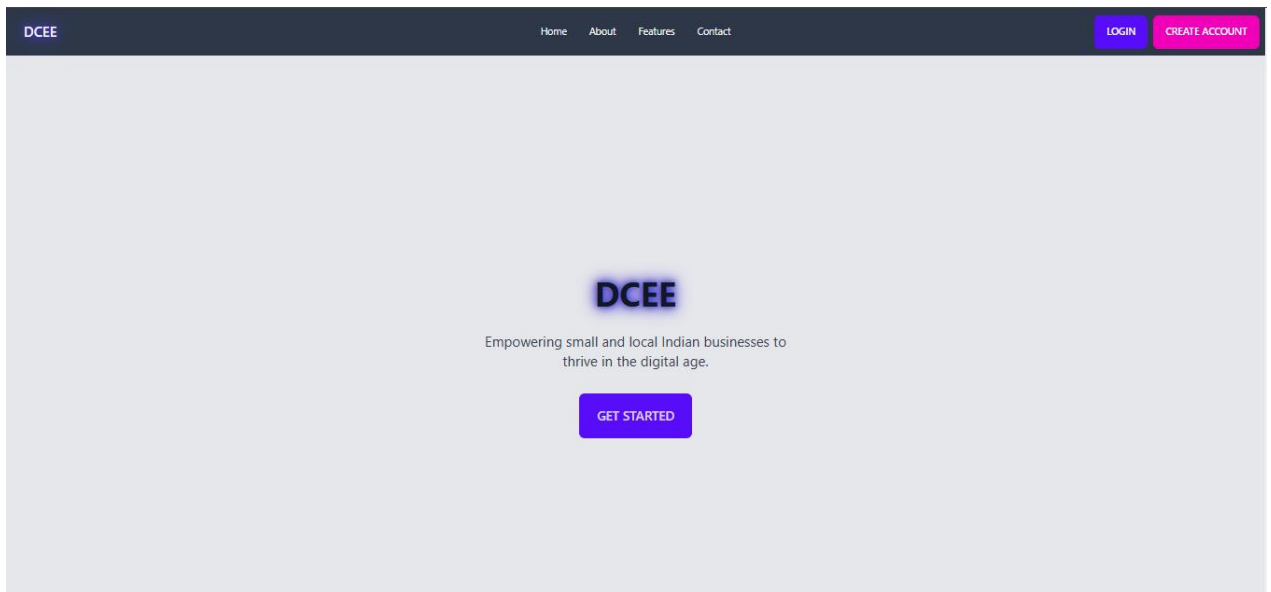 DCEE
Home About Features Contact
LOGIN CREATE ACCOUNT
DCEE
Empowering small and local Indian businesses to
thrive in the digital age.
GET STARTED